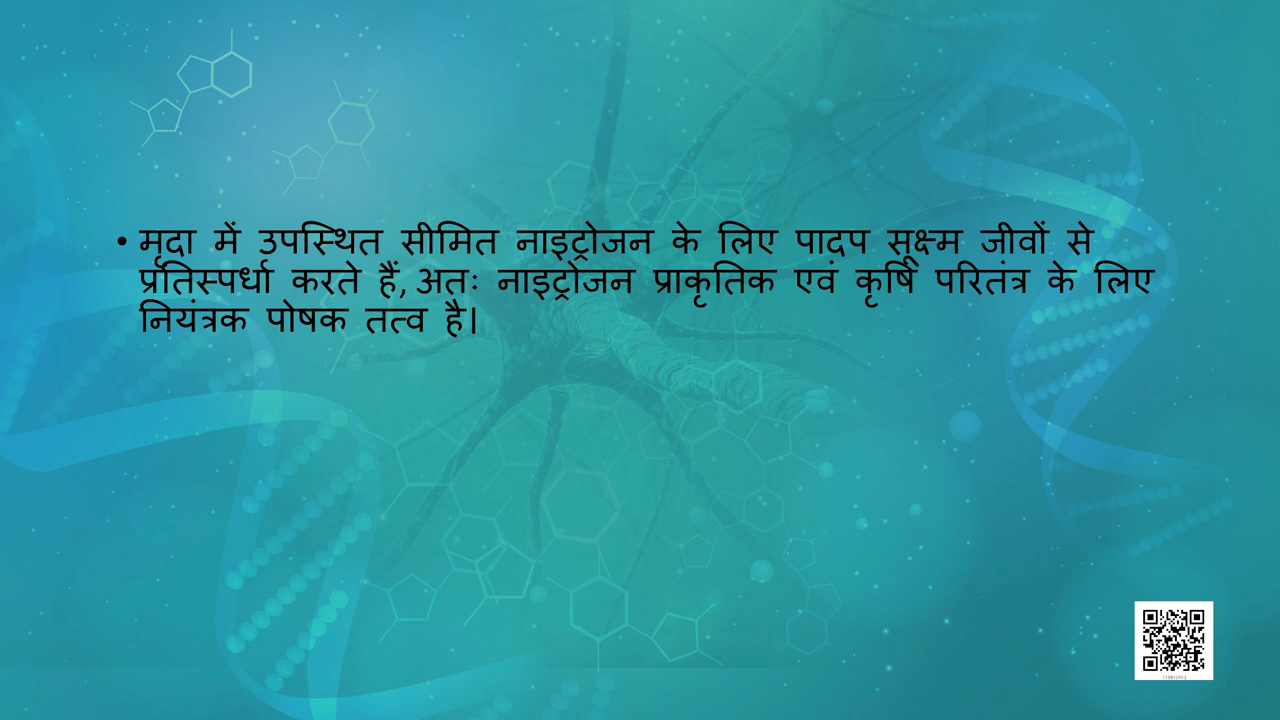 • मृदा में उपस्थित सीमित नाइट्रोजन के लिए पादप सूक्ष्म जीवों से
प्रतिस्पर्धा करते हैं, अतः नाइट्रोजन प्राकृतिक एवं कृषि परितंत्र के लिए
नियंत्रक पोषक तत्व है।